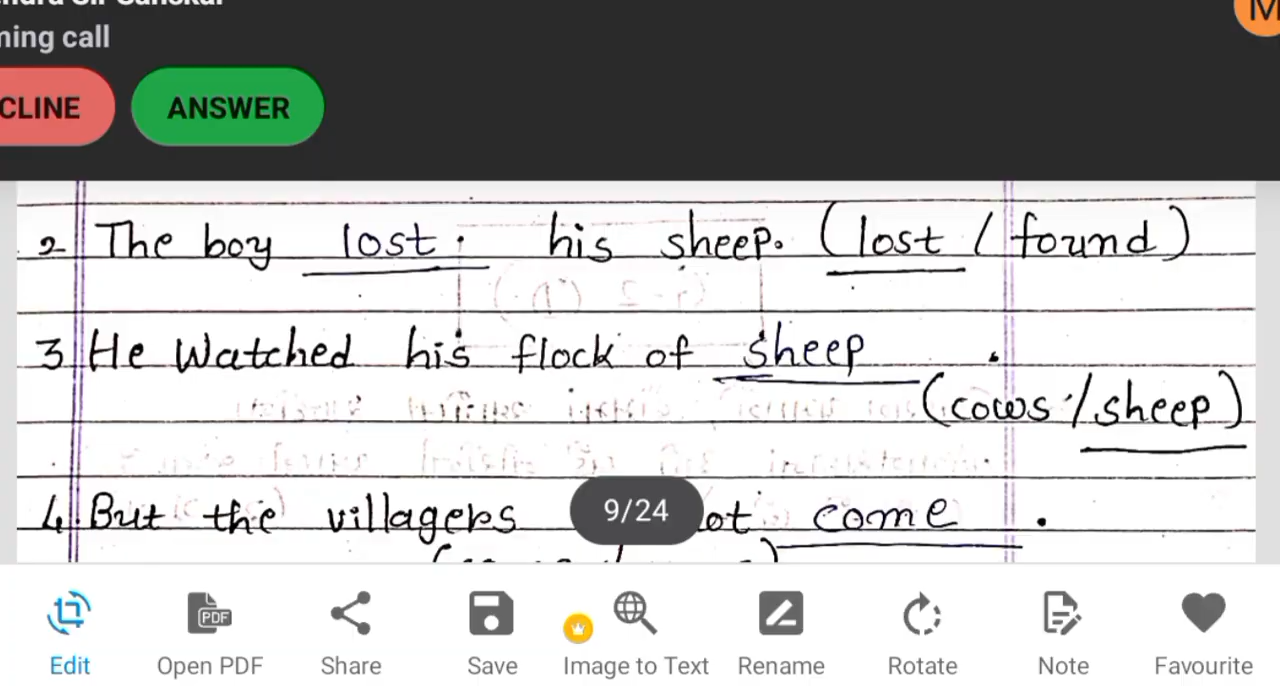 ming call
CLINE ANSWER
2 The boy lost. his sheep. (lost / found)
3 He Watched his flock of sheep .
(cows / sheep)
4. But the villagers ot come .
9/24
Edit Open PDF Share Save Image to Text Rename Rotate Note Favourite